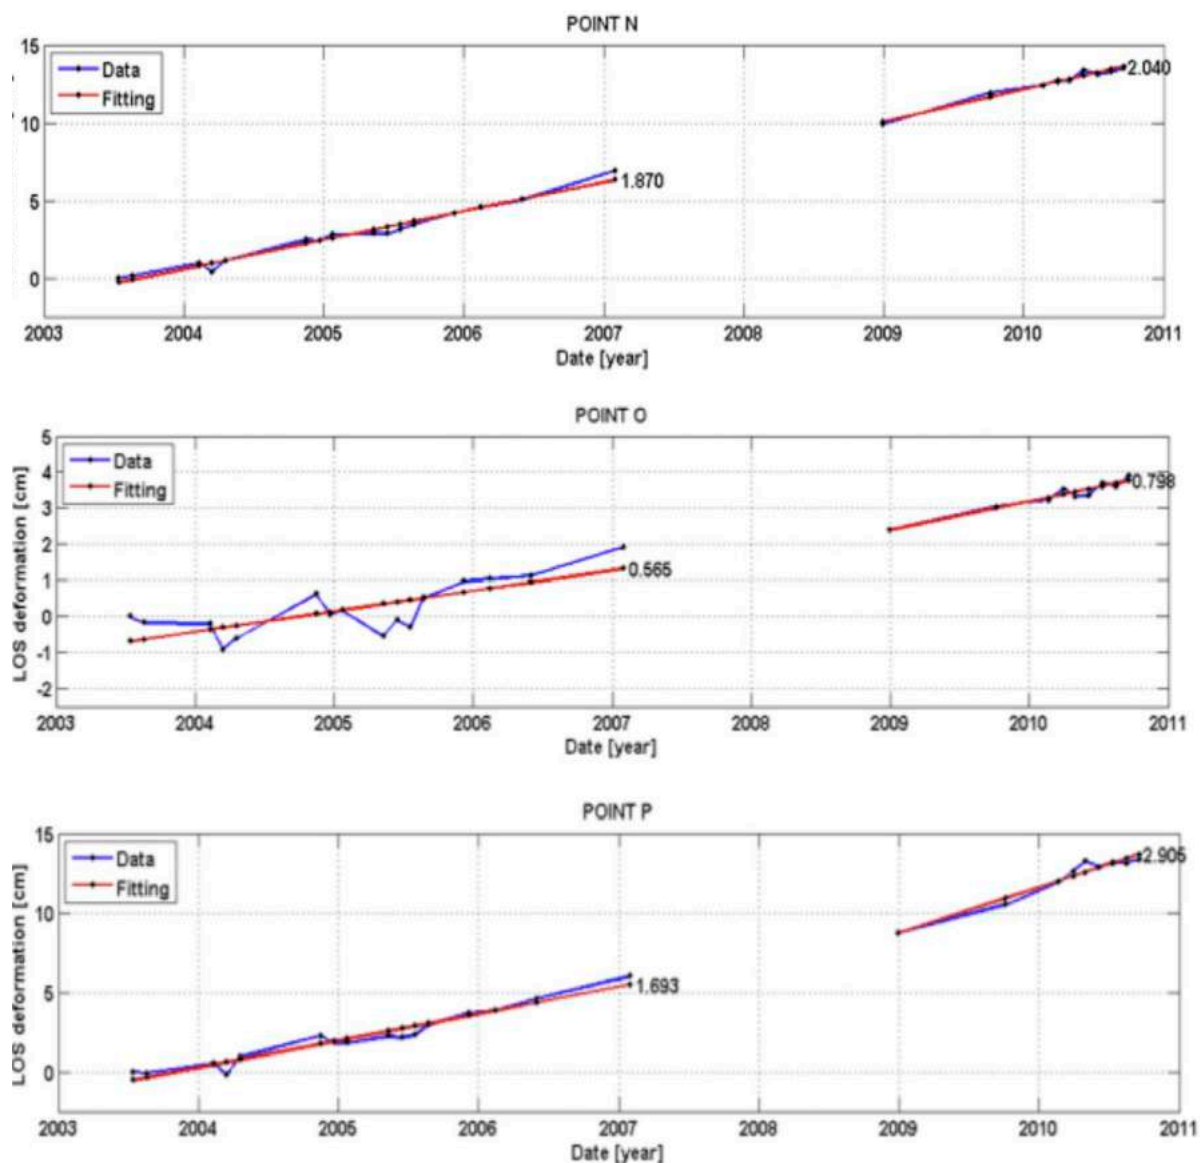 POINT N
15
Data
Fitting
10
5
0
2.040
1.870
2003 2004 2005 2006 2007 2008 2009 2010 2011
Date [year]
POINT O
LOS deformation [cm]
5
Data
4
Fitting
3
2
1
0
-1
-2
0.798
0.565
2003 2004 2005 2006 2007 2008 2009 2010 2011
Date [year]
POINT P
LOS deformation [cm]
15
Data
Fitting
10
5
0
2.905
1.693
2003 2004 2005 2006 2007 2008 2009 2010 2011
Date [year]